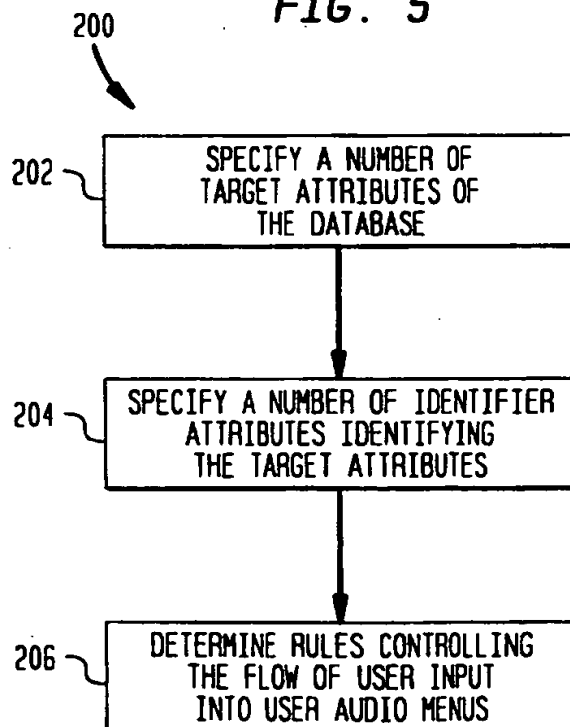 FIG. 5
200
202
SPECIFY A NUMBER OF
TARGET ATTRIBUTES OF
THE DATABASE
204
SPECIFY A NUMBER OF IDENTIFIER
ATTRIBUTES IDENTIFYING
THE TARGET ATTRIBUTES
206
DETERMINE RULES CONTROLLING
THE FLOW OF USER INPUT
INTO USER AUDIO MENUS